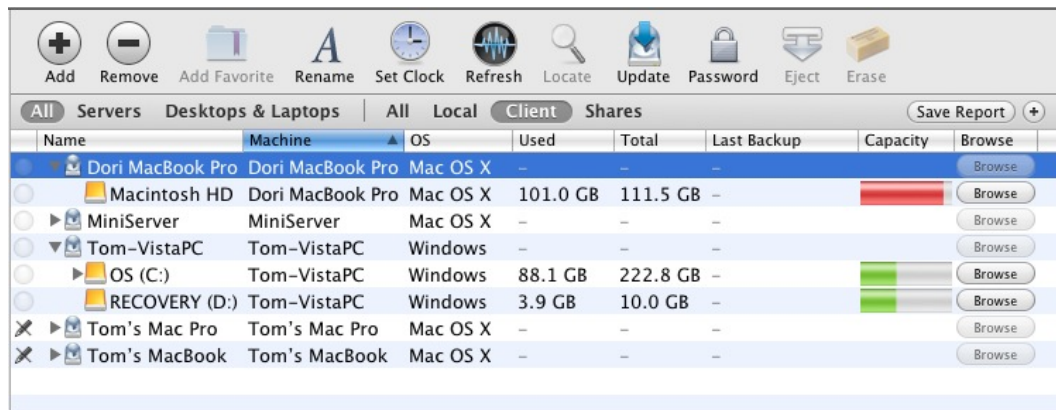 Add Remove Add Favorite Rename Set Clock Refresh Locate Update Password Eject Erase
All Servers Desktops & Laptops All Local Client Shares Save Report
Name Machine OS Used Total Last Backup Capacity Browse
Dori MacBook Pro Dori MacBook Pro Mac OS X – – – Browse
Macintosh HD Dori MacBook Pro Mac OS X 101.0 GB 111.5 GB – Browse
MiniServer MiniServer Mac OS X – – – Browse
Tom-VistaPC Tom-VistaPC Windows – – – Browse
OS (C:) Tom-VistaPC Windows 88.1 GB 222.8 GB – Browse
RECOVERY (D:) Tom-VistaPC Windows 3.9 GB 10.0 GB – Browse
Tom's Mac Pro Tom's Mac Pro Mac OS X – – – Browse
Tom's MacBook Tom's MacBook Mac OS X – – – Browse